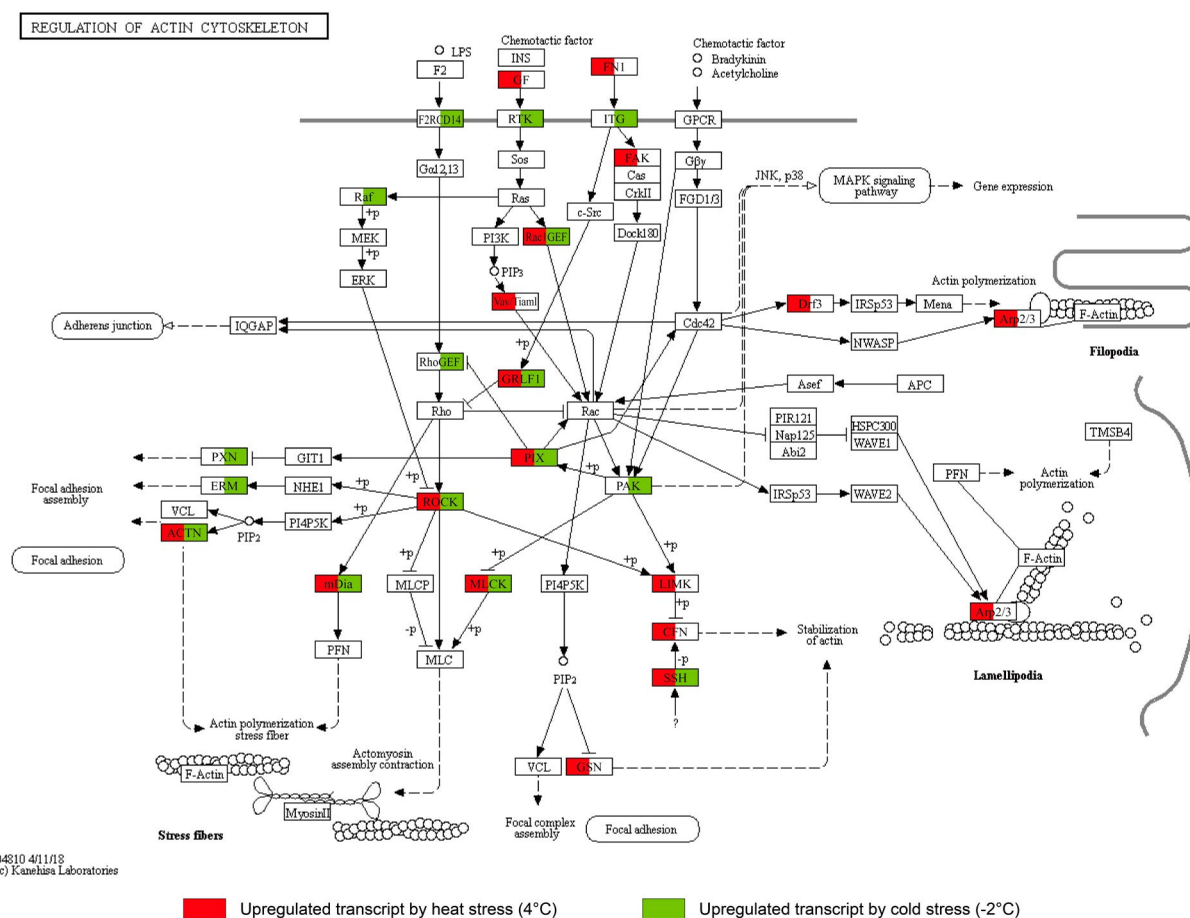 REGULATION OF ACTIN CYTOSKELETON
LPS
F2
Chemotactic factor
INS
GF
FN1
Chemotactic factor
Bradykinin
Acetylcholine
F2R
CD14
RTK
ITG
GPCR
Gα12,13
Sos
FAK
Cas
CrkII
Gβγ
JNK, p38
MAPK signaling
pathway
Gene expression
Raf
Ras
c-Src
FGD1/3
+p
MEK
PI3K
Rac1GEF
Dock180
+p
ERK
PIP3
Vav/Tiam1
Actin polymerization
Drf3
IRSp53
Mena
Arp2/3
F-Actin
Adherens junction
IQGAP
Cdc42
NWASP
Filopodia
+p
RhoGEF
GRLF1
Asef
APC
Rho
Rac
PIR121
Nap125
Abi2
HSPC300
WAVE1
TMSB4
PXN
GIT1
PIX
+p
PAK
PFN
Actin
polymerization
Focal adhesion
assembly
ERM
NHE1
+p
+p
+p
ROCK
IRSp53
WAVE2
VCL
ACTN
PIP2
PI4P5K
+p
Focal adhesion
+p
+p
+p
+p
F-Actin
mDia
MLCP
MLCK
PI4P5K
LIMK
+p
Arp2/3
-p
+p
CFN
Stabilization
of actin
PFN
MLC
-p
PIP2
SSH
Lamellipodia
?
Actin polymerization
stress fiber
Actomyosin
assembly contraction
F-Actin
VCL
GSN
MyosinII
Stress fibers
Focal complex
assembly
Focal adhesion
04810 4/11/18
c) Kanehisa Laboratories
Upregulated transcript by heat stress (4°C)
Upregulated transcript by cold stress (-2°C)